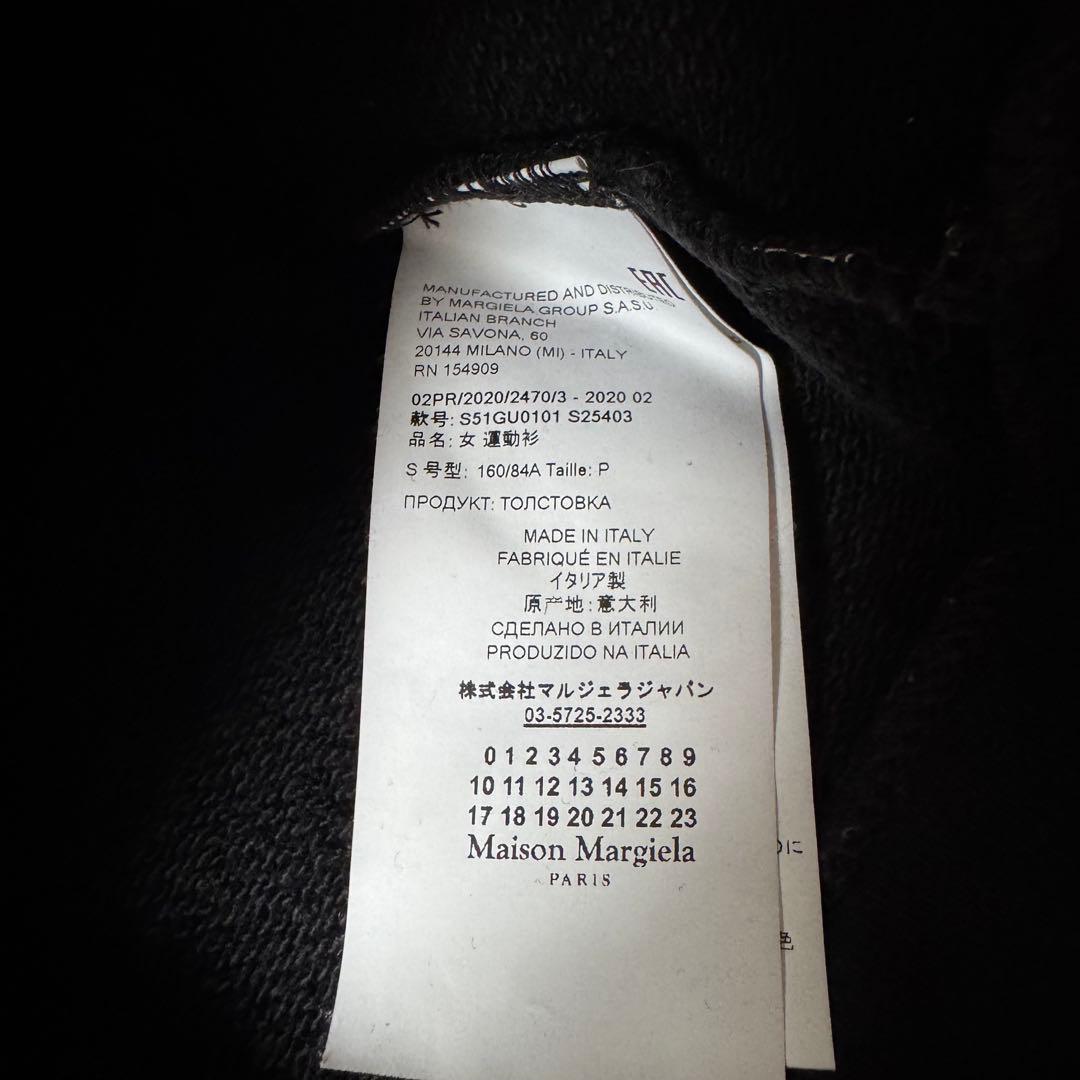 EAC
MANUFACTURED AND DISTRIBUTED
BY MARGIELA GROUP S.A.S.U.
ITALIAN BRANCH
VIA SAVONA, 60
20144 MILANO (MI) - ITALY
RN 154909
02PR/2020/2470/3 - 2020 02
款号: S51GU0101 S25403
品名: 女 運動衫
S 号型: 160/84A Taille: P
ПРОДУКТ: ТОЛСТОВКА
MADE IN ITALY
FABRIQUÉ EN ITALIE
イタリア製
原产地:意大利
СДЕЛАНО В ИТАЛИИ
PRODUZIDO NA ITALIA
株式会社マルジェラジャパン
03-5725-2333
0 1 2 3 4 5 6 7 8 9
10 11 12 13 14 15 16
17 18 19 20 21 22 23
Maison Margiela
PARIS
に
色